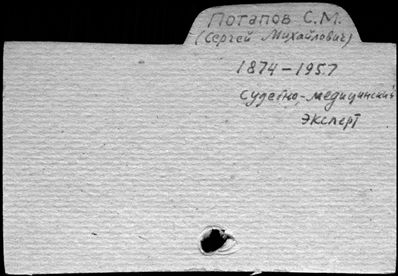 Потапов С.М.
(Сергей Михайлович)
1874-1957
Судебно-медицинский
эксперт